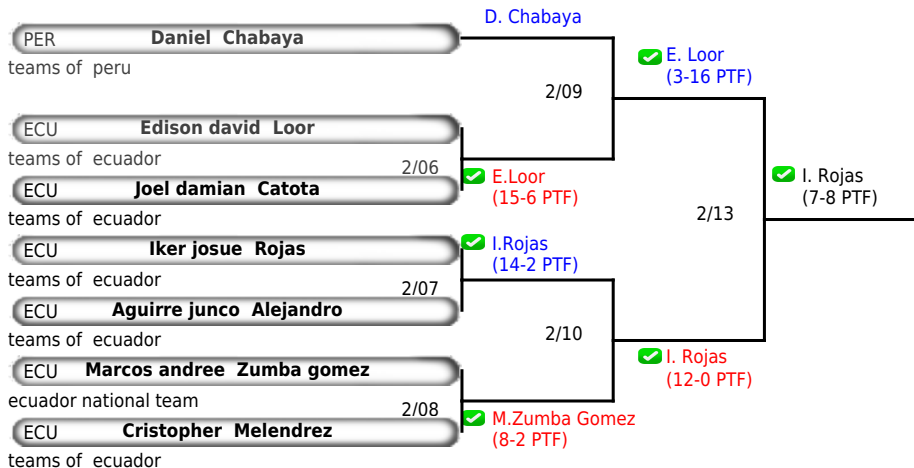 D. Chabaya
PER Daniel Chabaya
teams of peru
E. Loor
(3-16 PTF)
2/09
ECU Edison david Loor
teams of ecuador
2/06
E.Loor
(15-6 PTF)
ECU Joel damian Catota
teams of ecuador
I. Rojas
(7-8 PTF)
2/13
ECU Iker josue Rojas
teams of ecuador
I.Rojas
(14-2 PTF)
2/07
ECU Aguirre junco Alejandro
teams of ecuador
2/10
I. Rojas
(12-0 PTF)
ECU Marcos andree Zumba gomez
ecuador national team
2/08
M.Zumba Gomez
(8-2 PTF)
ECU Cristopher Melendrez
teams of ecuador